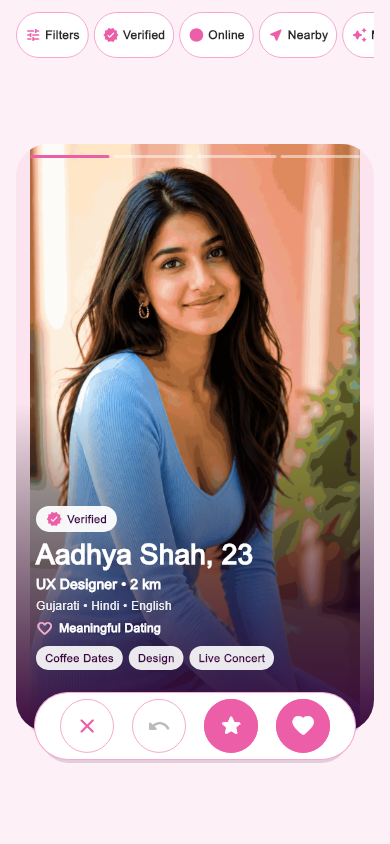 Filters
Verified
Online
Nearby
Verified
Aadhya Shah, 23
UX Designer • 2 km
Gujarati • Hindi • English
Meaningful Dating
Coffee Dates
Design
Live Concert